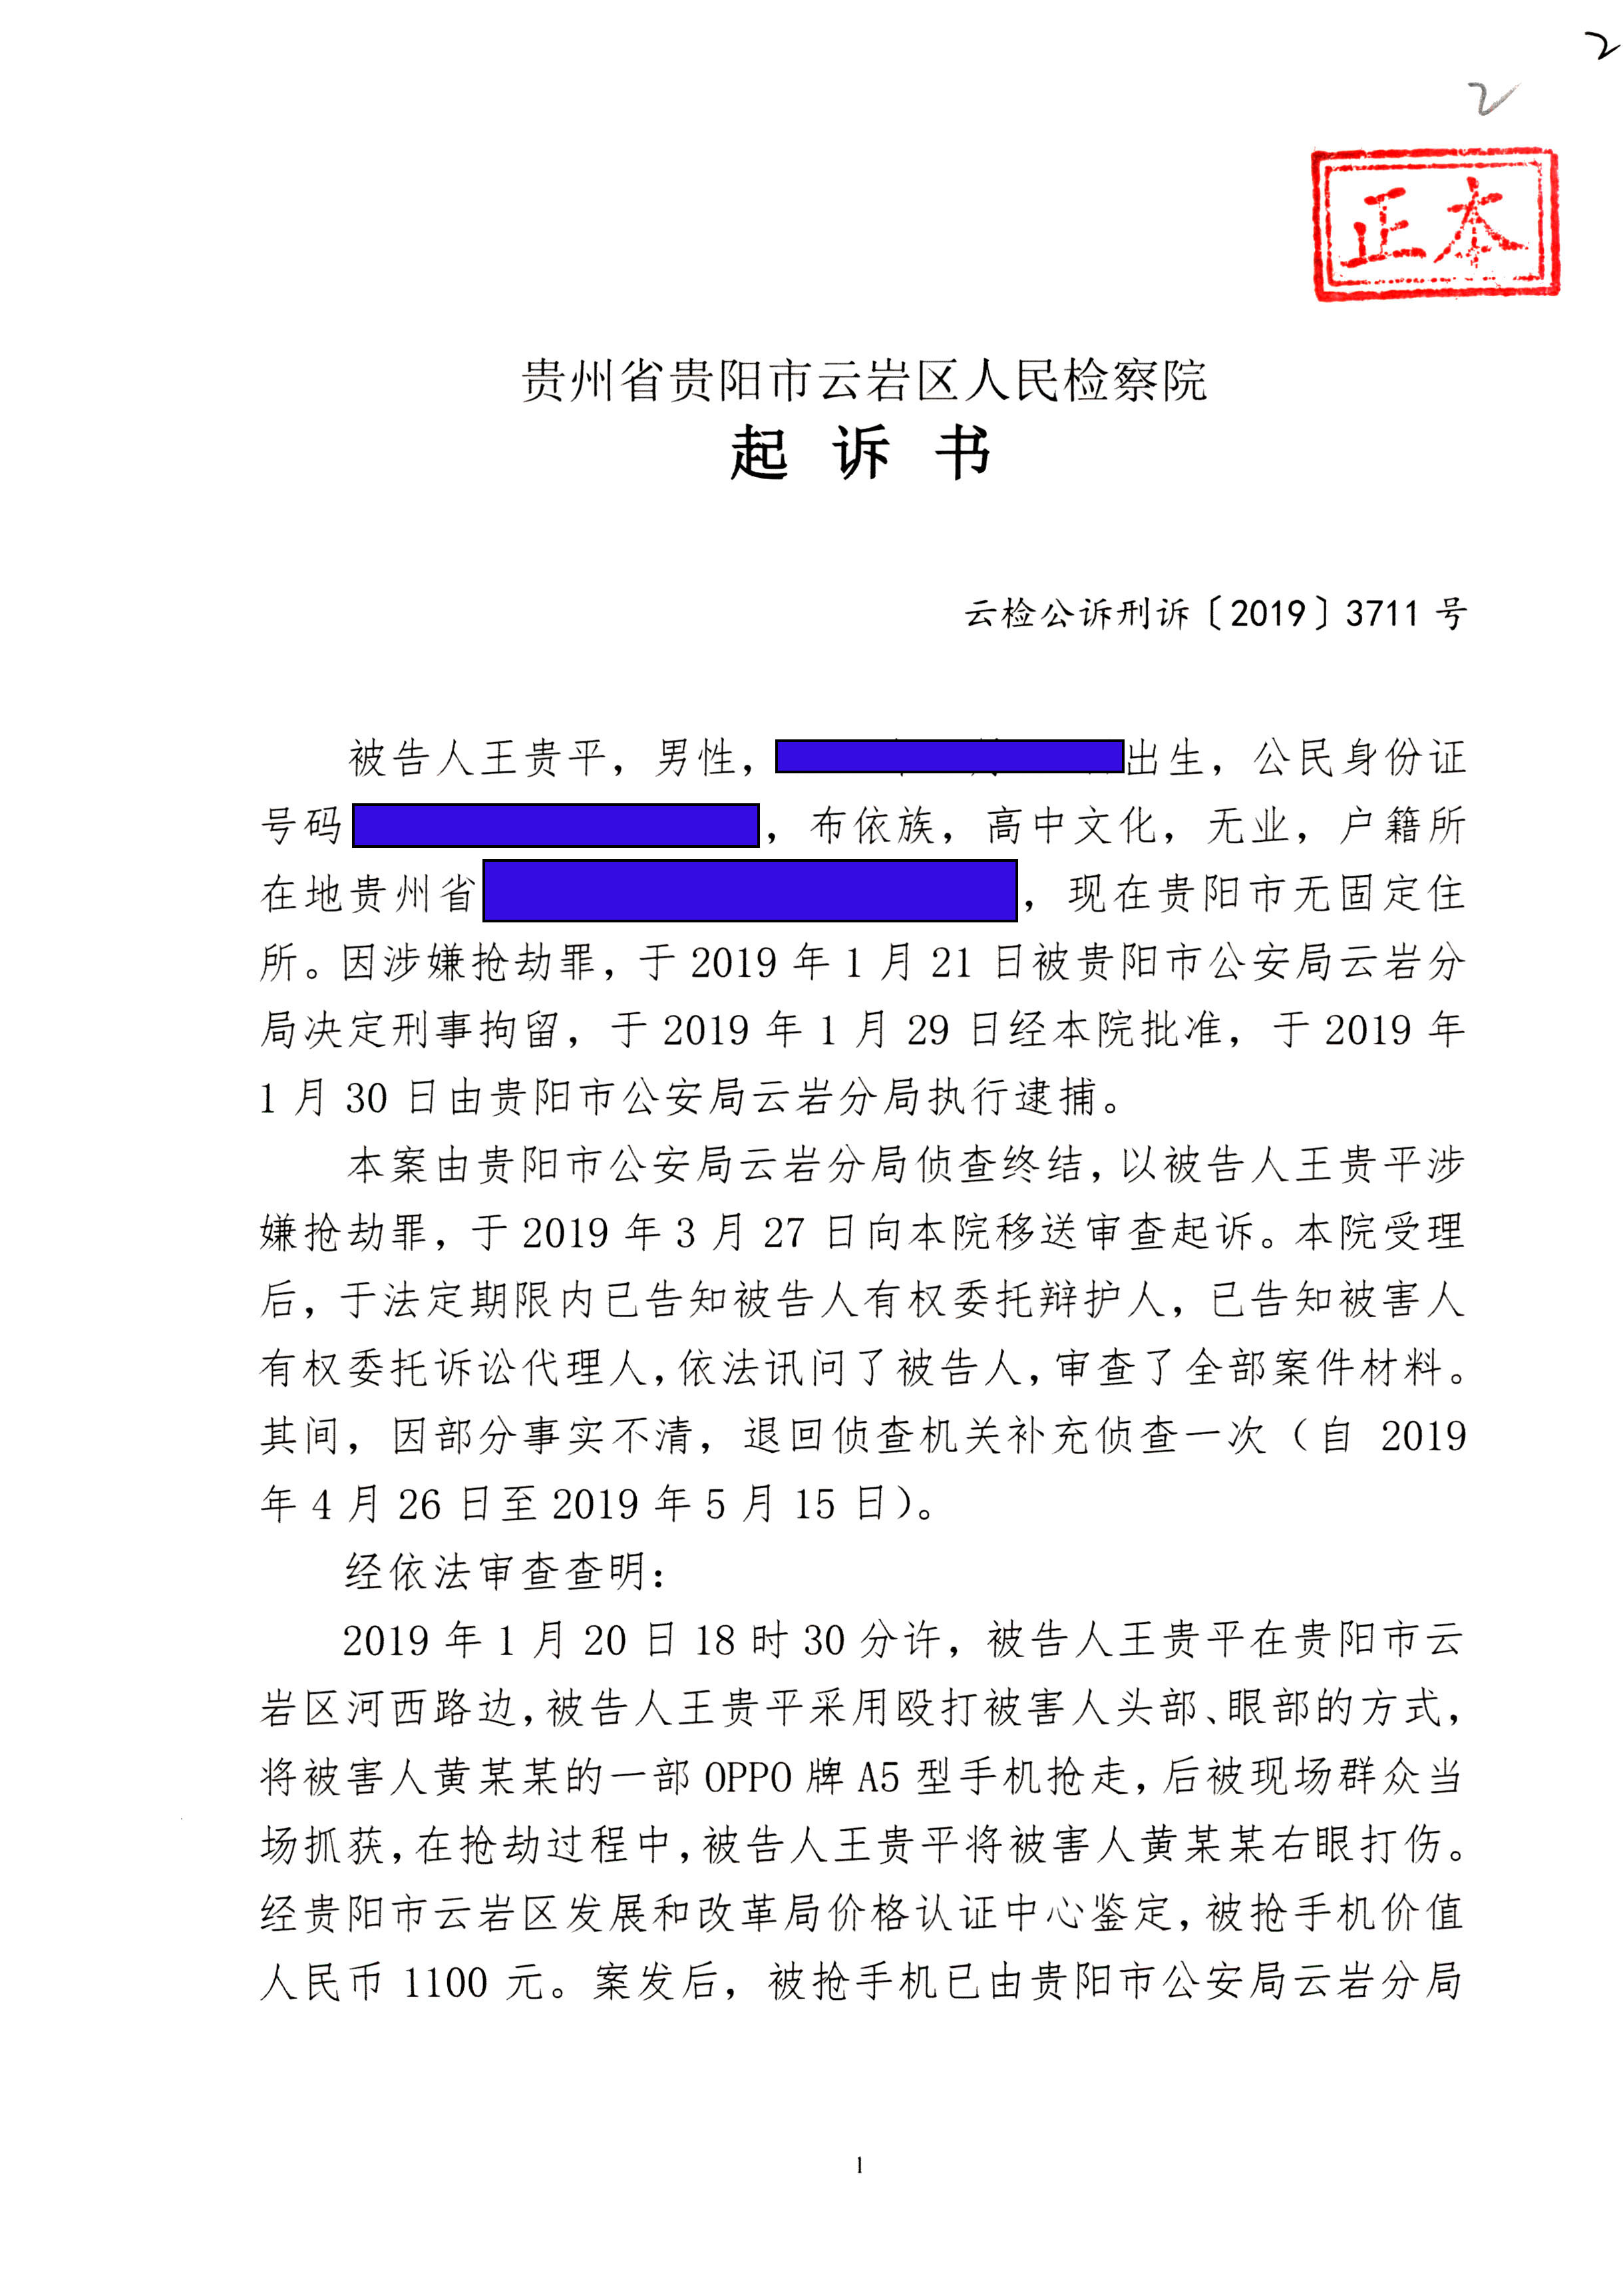 2
2
正本
贵州省贵阳市云岩区人民检察院
起 诉 书
云检公诉刑诉〔2019〕3711 号
被告人王贵平，男性，出生，公民身份证
号码，布依族，高中文化，无业，户籍所
在地贵州省，现在贵阳市无固定住
所。因涉嫌抢劫罪，于 2019 年 1 月 21 日被贵阳市公安局云岩分
局决定刑事拘留，于 2019 年 1 月 29 日经本院批准，于 2019 年
1 月 30 日由贵阳市公安局云岩分局执行逮捕。
本案由贵阳市公安局云岩分局侦查终结，以被告人王贵平涉
嫌抢劫罪，于 2019 年 3 月 27 日向本院移送审查起诉。本院受理
后，于法定期限内已告知被告人有权委托辩护人，已告知被害人
有权委托诉讼代理人，依法讯问了被告人，审查了全部案件材料。
其间，因部分事实不清，退回侦查机关补充侦查一次（自 2019
年 4 月 26 日至 2019 年 5 月 15 日）。
经依法审查查明：
2019 年 1 月 20 日 18 时 30 分许，被告人王贵平在贵阳市云
岩区河西路边，被告人王贵平采用殴打被害人头部、眼部的方式，
将被害人黄某某的一部 OPPO 牌 A5 型手机抢走，后被现场群众当
场抓获，在抢劫过程中，被告人王贵平将被害人黄某某右眼打伤。
经贵阳市云岩区发展和改革局价格认证中心鉴定，被抢手机价值
人民币 1100 元。案发后，被抢手机已由贵阳市公安局云岩分局
1